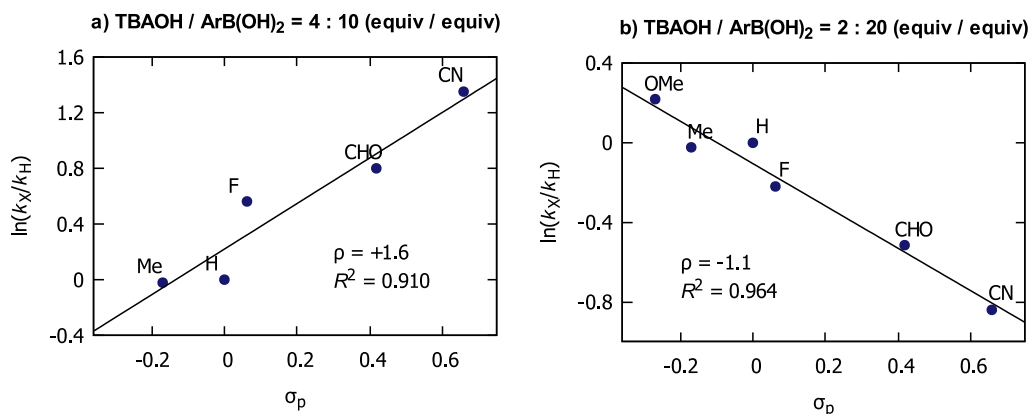 a) TBAOH / ArB(OH)2 = 4 : 10 (equiv / equiv)
1.6
1.2
0.8
0.4
0
-0.4
ln(kX/kH)
CN
CHO
F
Me
H
ρ = +1.6
R2 = 0.910
-0.2
0
0.2
0.4
0.6
σp
b) TBAOH / ArB(OH)2 = 2 : 20 (equiv / equiv)
0.4
0
-0.4
-0.8
ln(kX/kH)
OMe
Me
H
F
CHO
CN
ρ = -1.1
R2 = 0.964
-0.2
0
0.2
0.4
0.6
σp